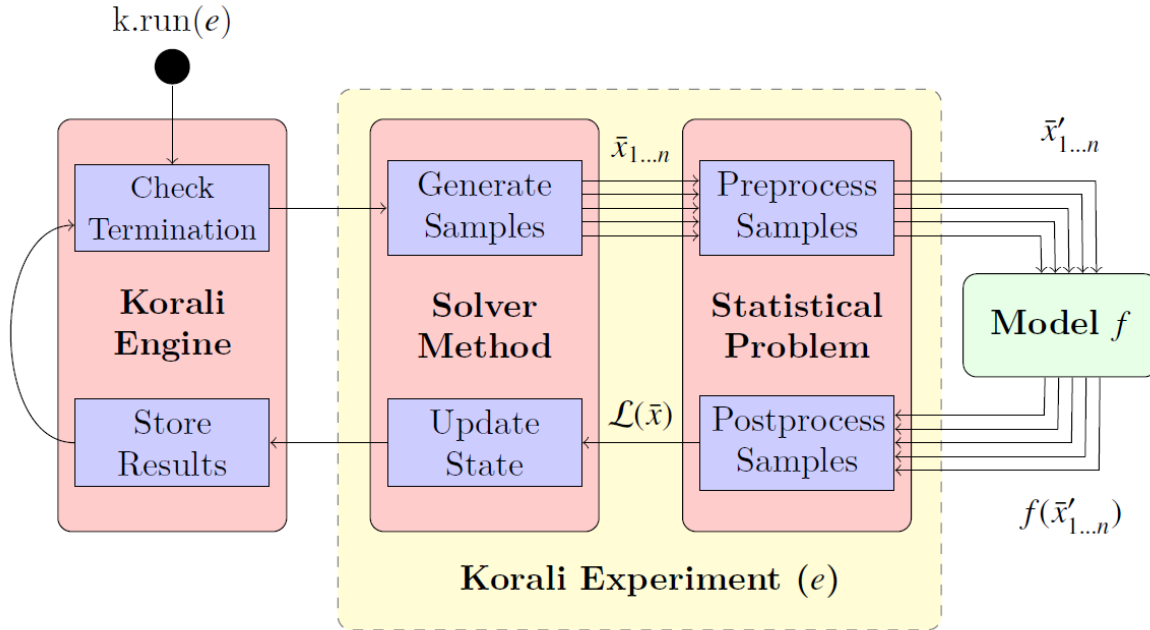 k.run(e)
Check
Termination
Korali
Engine
Store
Results
x̄₁...ₙ
Generate
Samples
Solver
Method
Update
State
Preprocess
Samples
Statistical
Problem
ℒ(x̄)
Postprocess
Samples
Korali Experiment (e)
x̄′₁...ₙ
Model f
f(x̄′₁...ₙ)